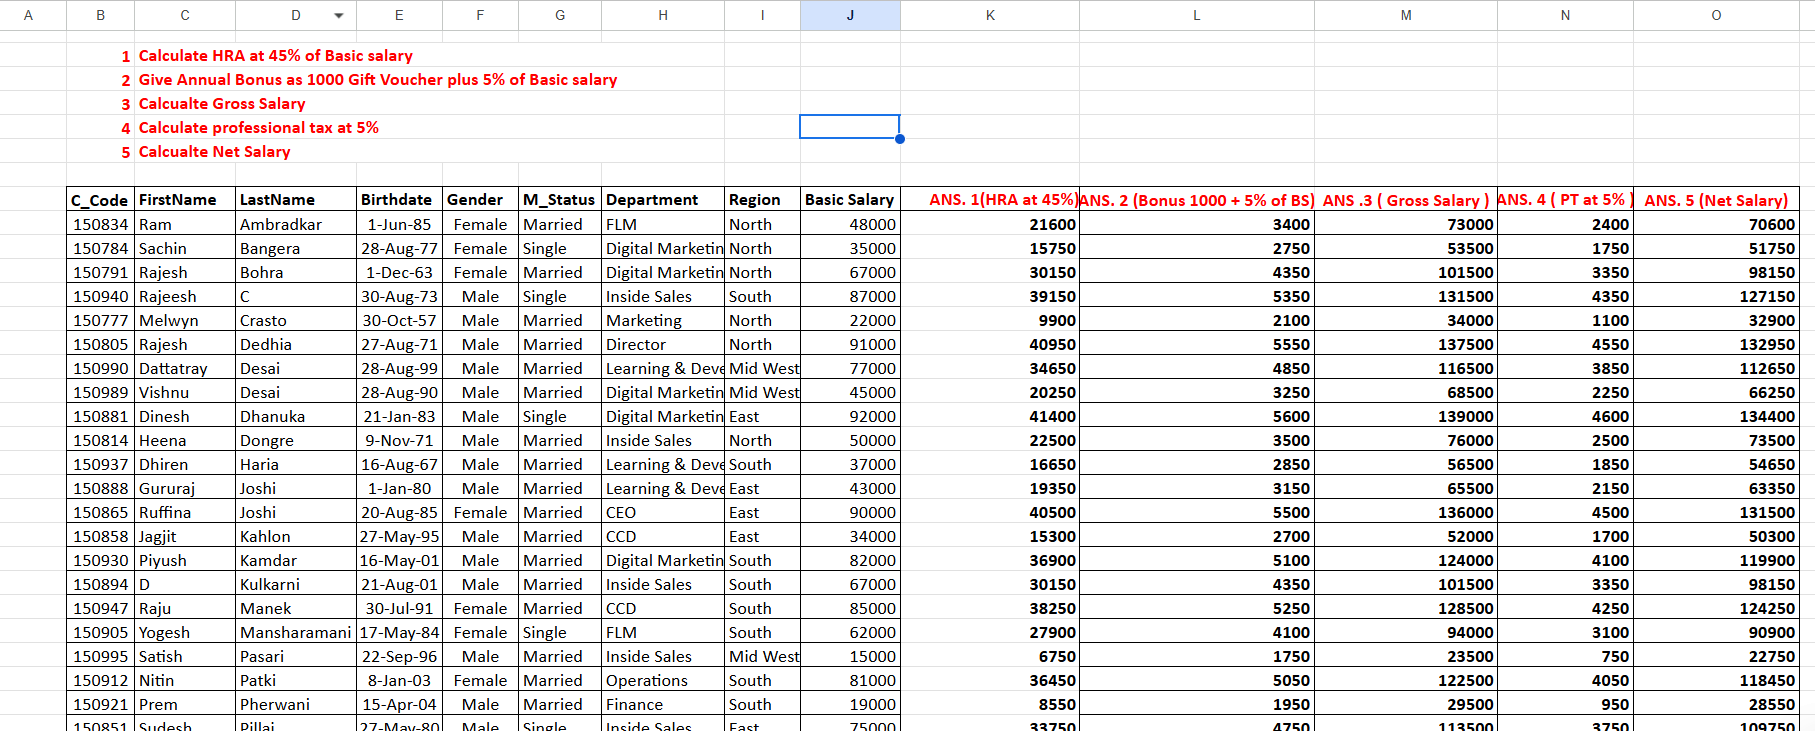 A B C D E F G H I J K L M N O
1 Calculate HRA at 45% of Basic salary
2 Give Annual Bonus as 1000 Gift Voucher plus 5% of Basic salary
3 Calcualte Gross Salary
4 Calculate professional tax at 5%
5 Calcualte Net Salary
C_Code FirstName LastName Birthdate Gender M_Status Department Region Basic Salary ANS. 1(HRA at 45%) ANS. 2 (Bonus 1000 + 5% of BS) ANS .3 ( Gross Salary ) ANS. 4 ( PT at 5% ) ANS. 5 (Net Salary)
150834 Ram Ambradkar 1-Jun-85 Female Married FLM North 48000 21600 3400 73000 2400 70600
150784 Sachin Bangera 28-Aug-77 Female Single Digital Marketin North 35000 15750 2750 53500 1750 51750
150791 Rajesh Bohra 1-Dec-63 Female Married Digital Marketin North 67000 30150 4350 101500 3350 98150
150940 Rajeesh C 30-Aug-73 Male Single Inside Sales South 87000 39150 5350 131500 4350 127150
150777 Melwyn Crasto 30-Oct-57 Male Married Marketing North 22000 9900 2100 34000 1100 32900
150805 Rajesh Dedhia 27-Aug-71 Male Married Director North 91000 40950 5550 137500 4550 132950
150990 Dattatray Desai 28-Aug-99 Male Married Learning & Deve Mid West 77000 34650 4850 116500 3850 112650
150989 Vishnu Desai 28-Aug-90 Male Married Digital Marketin Mid West 45000 20250 3250 68500 2250 66250
150881 Dinesh Dhanuka 21-Jan-83 Male Single Digital Marketin East 92000 41400 5600 139000 4600 134400
150814 Heena Dongre 9-Nov-71 Male Married Inside Sales North 50000 22500 3500 76000 2500 73500
150937 Dhiren Haria 16-Aug-67 Male Married Learning & Deve South 37000 16650 2850 56500 1850 54650
150888 Gururaj Joshi 1-Jan-80 Male Married Learning & Deve East 43000 19350 3150 65500 2150 63350
150865 Ruffina Joshi 20-Aug-85 Female Married CEO East 90000 40500 5500 136000 4500 131500
150858 Jagjit Kahlon 27-May-95 Male Married CCD East 34000 15300 2700 52000 1700 50300
150930 Piyush Kamdar 16-May-01 Male Married Digital Marketin South 82000 36900 5100 124000 4100 119900
150894 D Kulkarni 21-Aug-01 Male Married Inside Sales South 67000 30150 4350 101500 3350 98150
150947 Raju Manek 30-Jul-91 Female Married CCD South 85000 38250 5250 128500 4250 124250
150905 Yogesh Mansharamani 17-May-84 Female Single FLM South 62000 27900 4100 94000 3100 90900
150995 Satish Pasari 22-Sep-96 Male Married Inside Sales Mid West 15000 6750 1750 23500 750 22750
150912 Nitin Patki 8-Jan-03 Female Married Operations South 81000 36450 5050 122500 4050 118450
150921 Prem Pherwani 15-Apr-04 Male Married Finance South 19000 8550 1950 29500 950 28550
150851 Sudesh Pillai 27-May-80 Male Single Inside Sales East 75000 33750 4750 113500 3750 109750